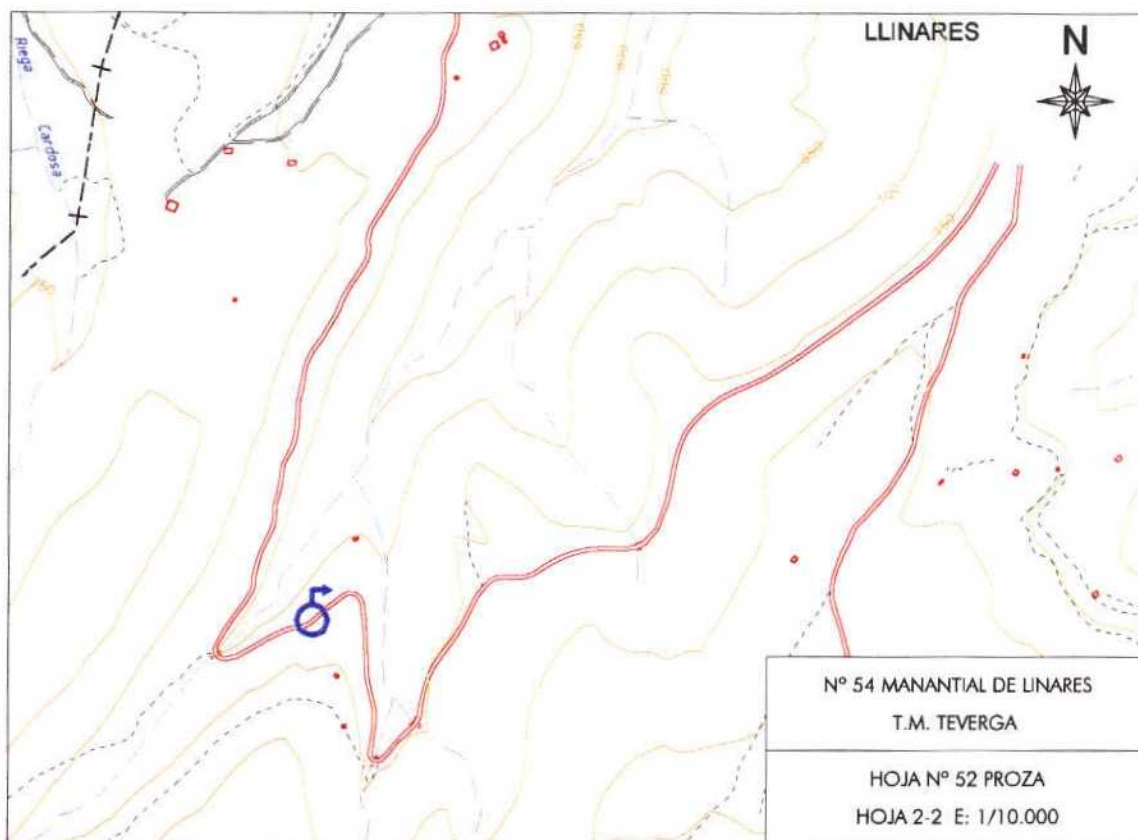 LLINARES
N
Riega
Cardosa
Nº 54 MANANTIAL DE LINARES
T.M. TEVERGA
HOJA Nº 52 PROZA
HOJA 2-2 E: 1/10.000